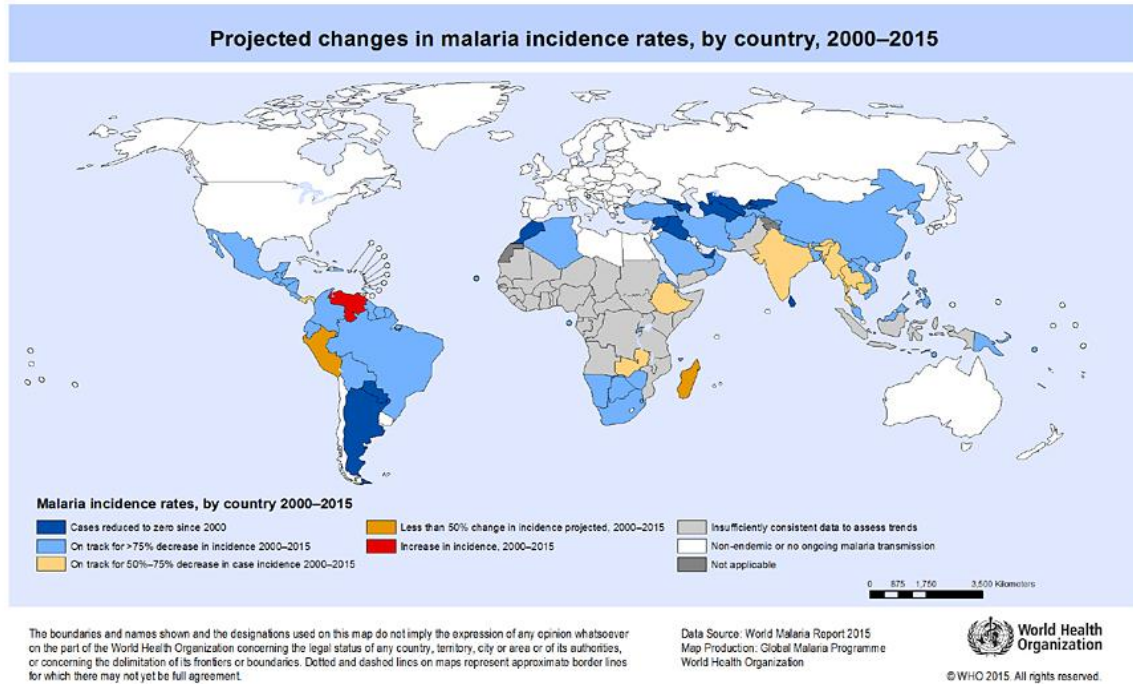 Projected changes in malaria incidence rates, by country, 2000–2015
AP
Malaria incidence rates, by country 2000–2015
Cases reduced to zero since 2000
On track for >75% decrease in incidence 2000–2015
On track for 50%–75% decrease in case incidence 2000–2015
Less than 50% change in incidence projected, 2000–2015
Increase in incidence, 2000–2015
Insufficiently consistent data to assess trends
Non-endemic or no ongoing malaria transmission
Not applicable
0 875 1,750 3,500 Kilometers
The boundaries and names shown and the designations used on this map do not imply the expression of any opinion whatsoever
on the part of the World Health Organization concerning the legal status of any country, territory, city or area or of its authorities,
or concerning the delimitation of its frontiers or boundaries. Dotted and dashed lines on maps represent approximate border lines
for which there may not yet be full agreement.
Data Source: World Malaria Report 2015
Map Production: Global Malaria Programme
World Health Organization
World Health
Organization
© WHO 2015. All rights reserved.